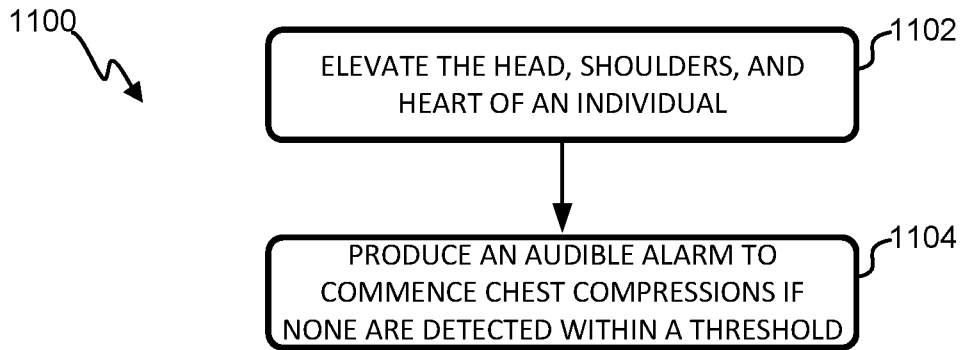 1100
1102
ELEVATE THE HEAD, SHOULDERS, AND
HEART OF AN INDIVIDUAL
1104
PRODUCE AN AUDIBLE ALARM TO
COMMENCE CHEST COMPRESSIONS IF
NONE ARE DETECTED WITHIN A THRESHOLD